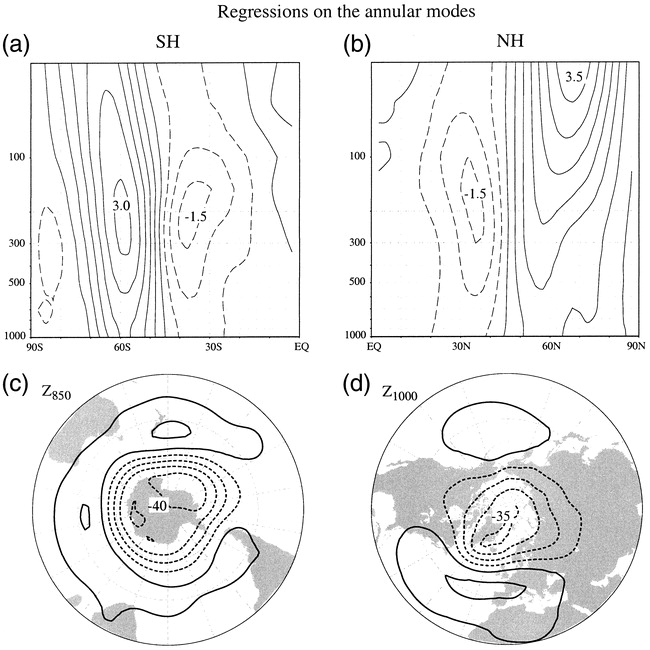 Regressions on the annular modes
(a) SH (b) NH
3.5
100 100
3.0 -1.5 -1.5
300 300
500 500
1000 1000
90S 60S 30S EQ EQ 30N 60N 90N
(c) Z850 (d) Z1000
-40 -35